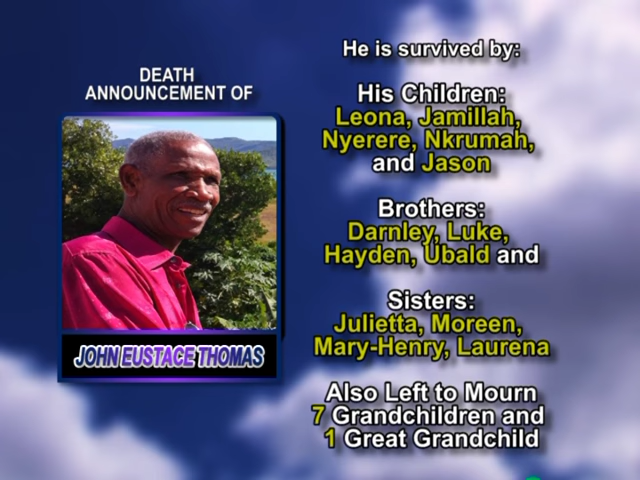 DEATH
ANNOUNCEMENT OF
JOHN EUSTACE THOMAS
He is survived by:
His Children:
Leona, Jamillah,
Nyerere, Nkrumah,
and Jason
Brothers:
Darnley, Luke,
Hayden, Ubald and
Sisters:
Julietta, Moreen,
Mary-Henry, Laurena
Also Left to Mourn
7 Grandchildren and
1 Great Grandchild